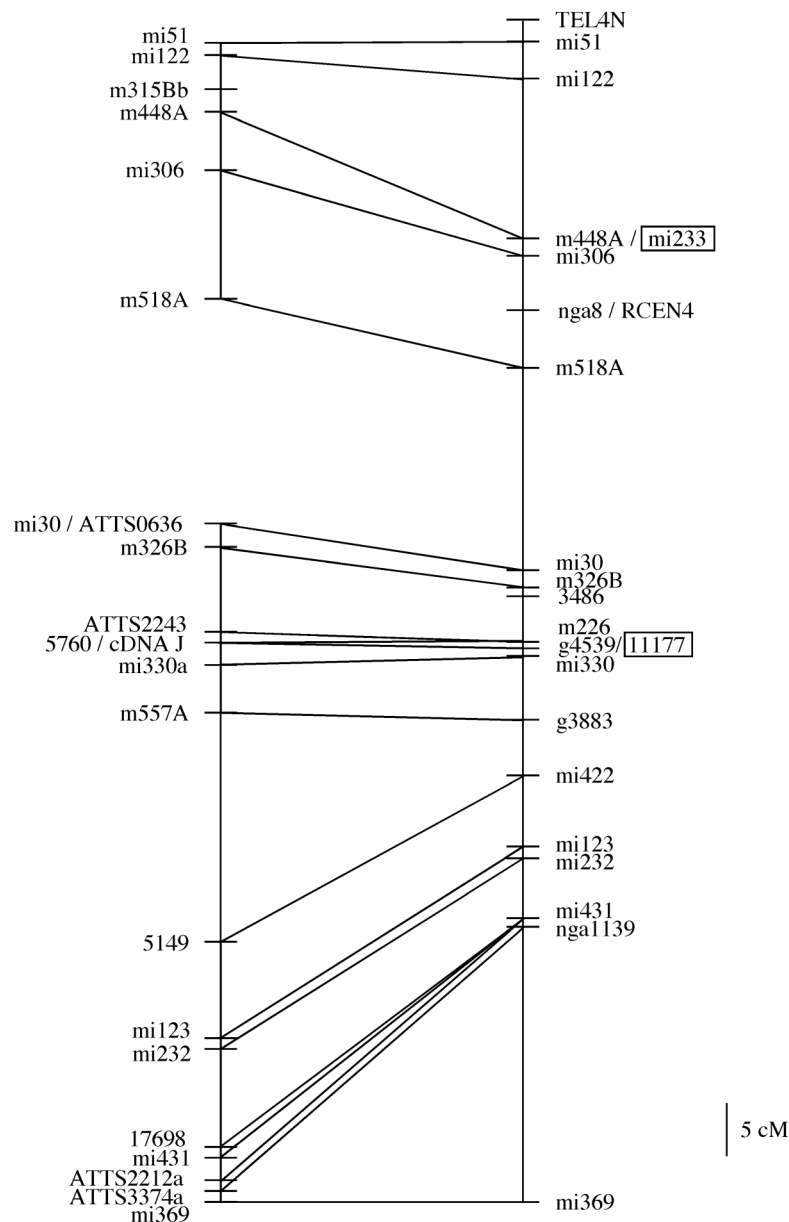 mi51
mi122
m315Bb
m448A
mi306
m518A
mi30 / ATTS0636
m326B
ATTS2243
5760 / cDNA J
mi330a
m557A
5149
mi123
mi232
17698
mi431
ATTS2212a
ATTS3374a
mi369
TEL4N
mi51
mi122
m448A / mi233
mi306
nga8 / RCEN4
m518A
mi30
m326B
3486
m226
g4539/ 11177
mi330
g3883
mi422
mi123
mi232
mi431
nga1139
mi369
5 cM